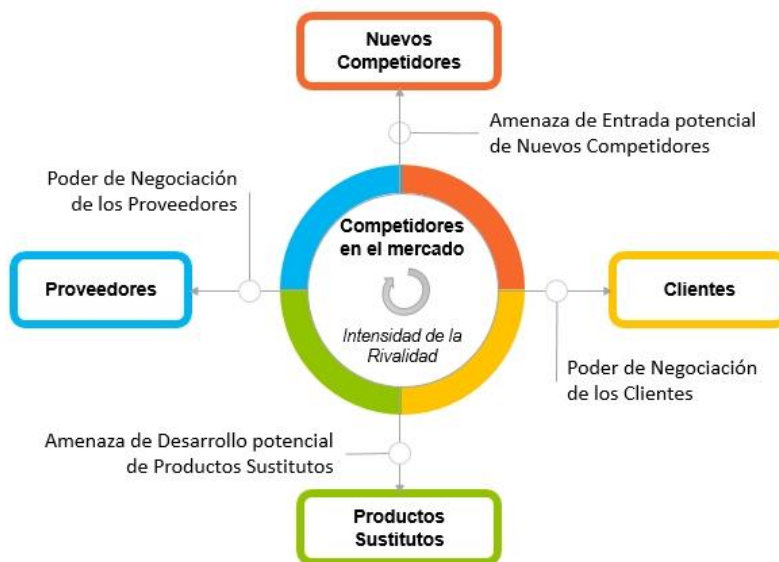 Nuevos
Competidores
Amenaza de Entrada potencial
de Nuevos Competidores
Poder de Negociación
de los Proveedores
Competidores
en el mercado
Proveedores
Clientes
Intensidad de la
Rivalidad
Poder de Negociación
de los Clientes
Amenaza de Desarrollo potencial
de Productos Sustitutos
Productos
Sustitutos